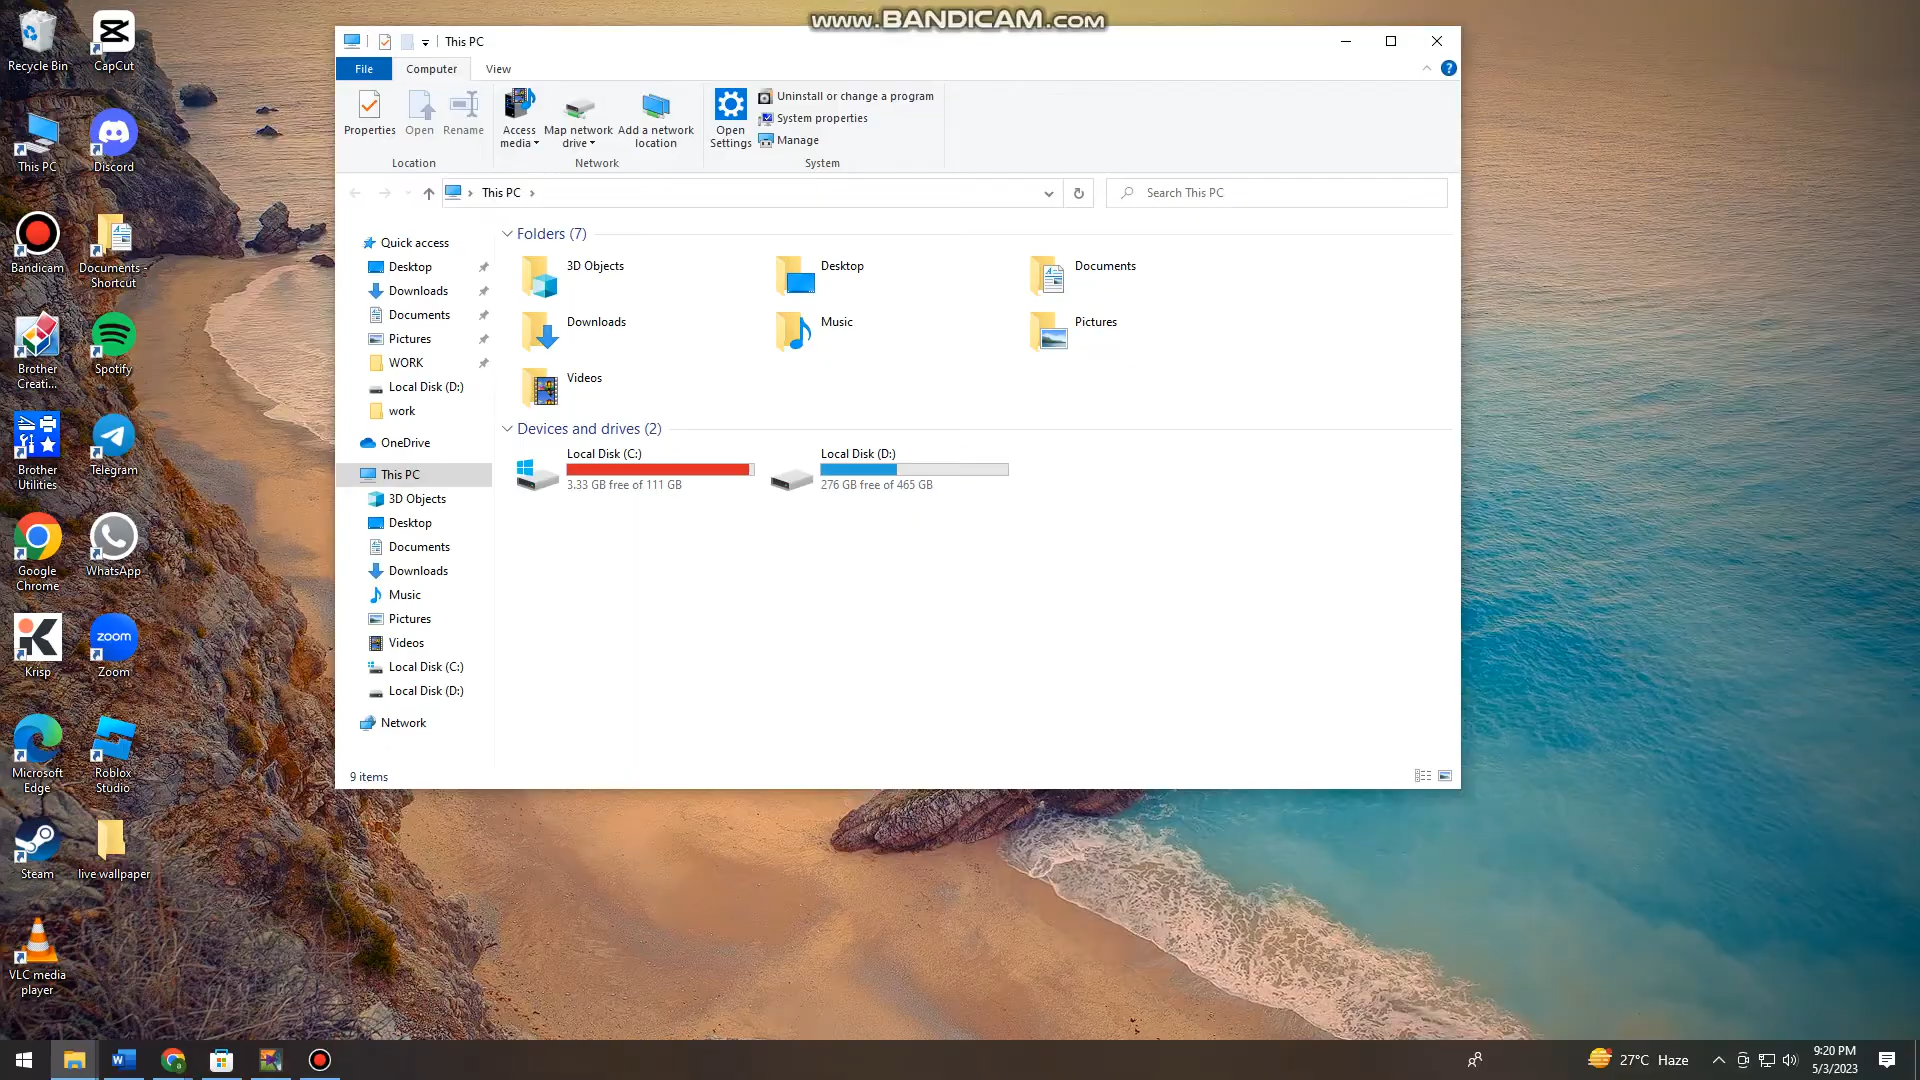 www.BANDICAM.com
This PC
File
Computer
View
Properties
Open
Rename
Access media
Map network drive
Add a network location
Open Settings
Uninstall or change a program
System properties
Manage
Location
Network
System
This PC
Search This PC
Quick access
Desktop
Downloads
Documents
Pictures
WORK
Local Disk (D:)
work
OneDrive
This PC
3D Objects
Desktop
Documents
Downloads
Music
Pictures
Videos
Local Disk (C:)
Local Disk (D:)
Network
Folders (7)
3D Objects
Desktop
Documents
Downloads
Music
Pictures
Videos
Devices and drives (2)
Local Disk (C:)
3.33 GB free of 111 GB
Local Disk (D:)
276 GB free of 465 GB
9 items
Recycle Bin
CapCut
This PC
Discord
Bandicam
Documents - Shortcut
Brother Creati...
Spotify
Brother Utilities
Telegram
Google Chrome
WhatsApp
Krisp
zoom
Zoom
Microsoft Edge
Roblox Studio
Steam
live wallpaper
VLC media player
27°C Haze
9:20 PM
5/3/2023